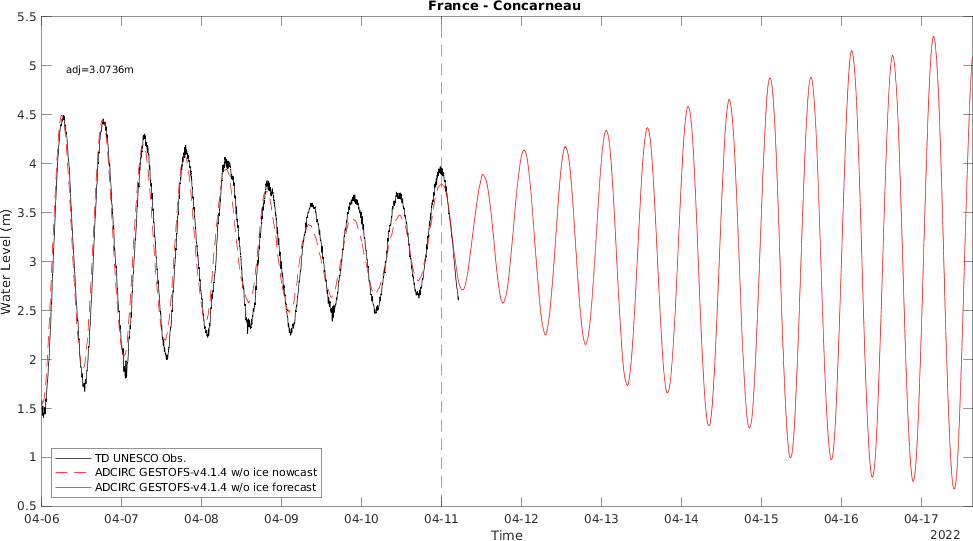 France - Concarneau
adj=3.0736m
Water Level (m)
5.5
5
4.5
4
3.5
3
2.5
2
1.5
1
0.5
TD UNESCO Obs.
ADCIRC GESTOFS-v4.1.4 w/o ice nowcast
ADCIRC GESTOFS-v4.1.4 w/o ice forecast
04-06 04-07 04-08 04-09 04-10 04-11 04-12 04-13 04-14 04-15 04-16 04-17
Time
2022